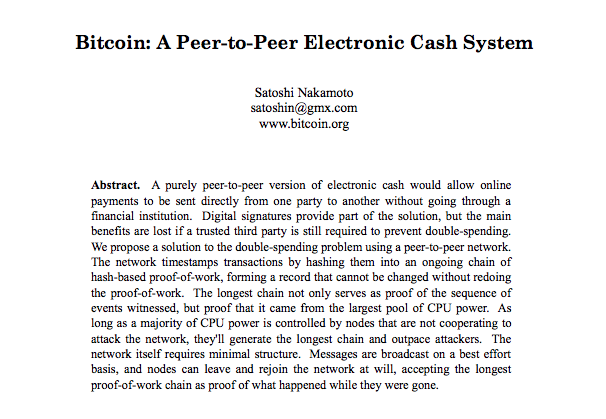 Bitcoin: A Peer-to-Peer Electronic Cash System
Satoshi Nakamoto
satoshin@gmx.com
www.bitcoin.org
Abstract. A purely peer-to-peer version of electronic cash would allow online
payments to be sent directly from one party to another without going through a
financial institution. Digital signatures provide part of the solution, but the main
benefits are lost if a trusted third party is still required to prevent double-spending.
We propose a solution to the double-spending problem using a peer-to-peer network.
The network timestamps transactions by hashing them into an ongoing chain of
hash-based proof-of-work, forming a record that cannot be changed without redoing
the proof-of-work. The longest chain not only serves as proof of the sequence of
events witnessed, but proof that it came from the largest pool of CPU power. As
long as a majority of CPU power is controlled by nodes that are not cooperating to
attack the network, they'll generate the longest chain and outpace attackers. The
network itself requires minimal structure. Messages are broadcast on a best effort
basis, and nodes can leave and rejoin the network at will, accepting the longest
proof-of-work chain as proof of what happened while they were gone.